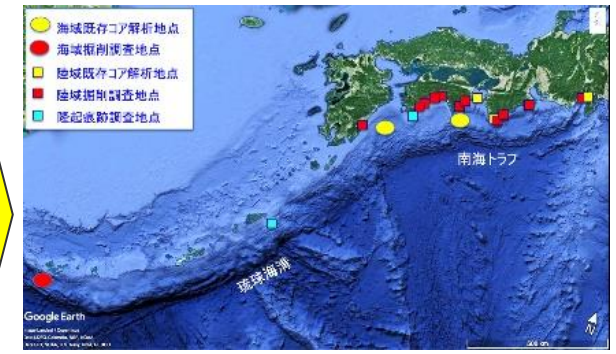 海域既存コア解析地点
海域掘削調査地点
陸域既存コア解析地点
陸域掘削調査地点
隆起痕跡調査地点
南海トラフ
琉球海溝
Google Earth
N